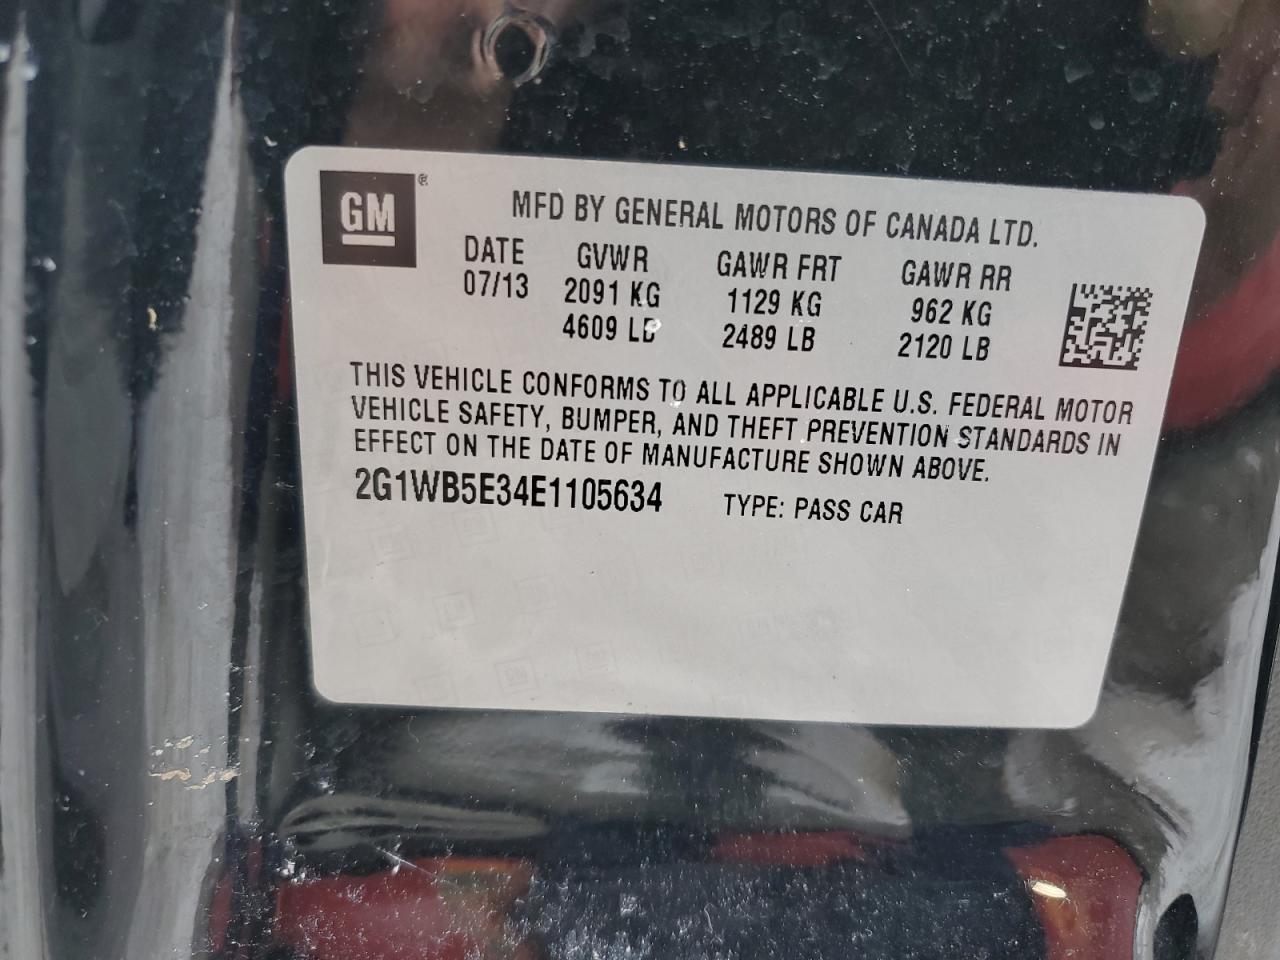 GM®
MFD BY GENERAL MOTORS OF CANADA LTD.
DATE GVWR GAWR FRT GAWR RR
07/13 2091 KG 1129 KG 962 KG
4609 LB 2489 LB 2120 LB
THIS VEHICLE CONFORMS TO ALL APPLICABLE U.S. FEDERAL MOTOR
VEHICLE SAFETY, BUMPER, AND THEFT PREVENTION STANDARDS IN
EFFECT ON THE DATE OF MANUFACTURE SHOWN ABOVE.
2G1WB5E34E1105634 TYPE: PASS CAR